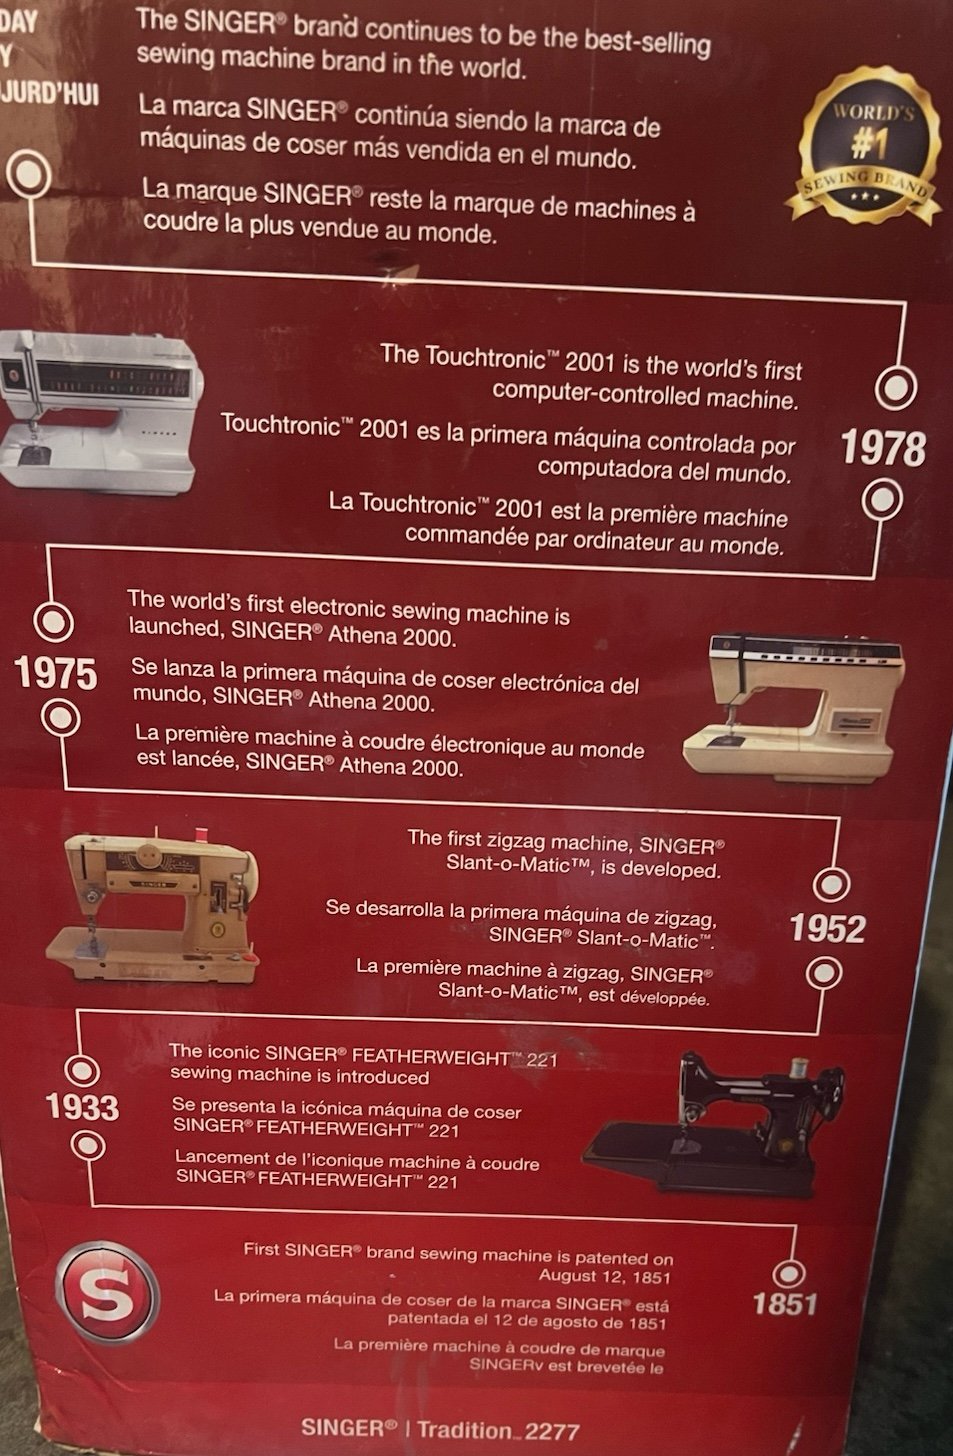 DAY
Y
JURD'HUI
The SINGER® brand continues to be the best-selling
sewing machine brand in the world.
La marca SINGER® continúa siendo la marca de
máquinas de coser más vendida en el mundo.
La marque SINGER® reste la marque de machines à
coudre la plus vendue au monde.
WORLD'S
#1
SEWING BRAND
The Touchtronic™ 2001 is the world's first
computer-controlled machine.
Touchtronic™ 2001 es la primera máquina controlada por
computadora del mundo.
La Touchtronic™ 2001 est la première machine
commandée par ordinateur au monde.
1978
SINGER
1975
The world's first electronic sewing machine is
launched, SINGER® Athena 2000.
Se lanza la primera máquina de coser electrónica del
mundo, SINGER® Athena 2000.
La première machine à coudre électronique au monde
est lancée, SINGER® Athena 2000.
SINGER
The first zigzag machine, SINGER®
Slant-o-Matic™, is developed.
Se desarrolla la primera máquina de zigzag,
SINGER® Slant-o-Matic™.
La première machine à zigzag, SINGER®
Slant-o-Matic™, est développée.
1952
1933
The iconic SINGER® FEATHERWEIGHT™ 221
sewing machine is introduced
Se presenta la icónica máquina de coser
SINGER® FEATHERWEIGHT™ 221
Lancement de l'iconique machine à coudre
SINGER® FEATHERWEIGHT™ 221
SINGER
S
First SINGER® brand sewing machine is patented on
August 12, 1851
La primera máquina de coser de la marca SINGER® está
patentada el 12 de agosto de 1851
La première machine à coudre de marque
SINGERv est brevetée le
1851
SINGER® | Tradition™ 2277